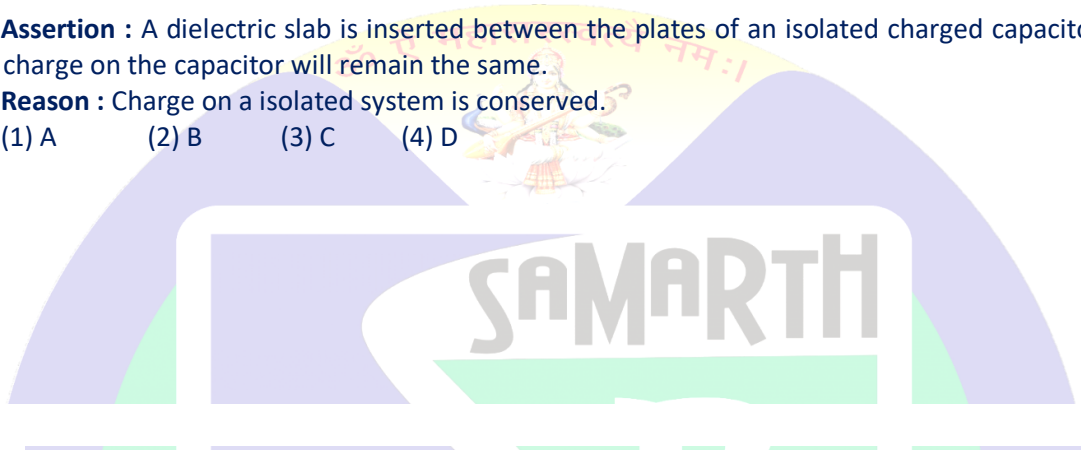 Assertion : A dielectric slab is inserted between the plates of an isolated charged capacito
charge on the capacitor will remain the same.
Reason : Charge on a isolated system is conserved.
(1) A (2) B (3) C (4) D
SAMARTH